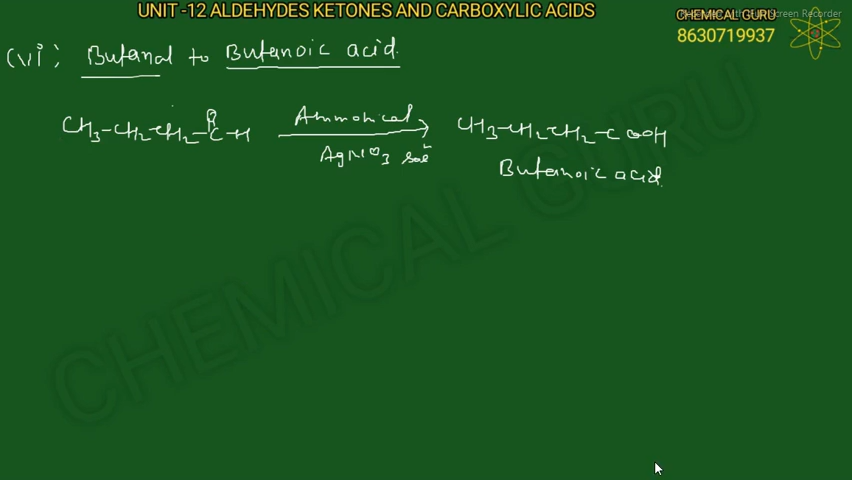 UNIT -12 ALDEHYDES KETONES AND CARBOXYLIC ACIDS
CHEMICAL GURU
8630719937
(vi) Butanal to Butanoic acid.
CH3-CH2-CH2-C-H
O
Ammonical
AgNO3 soln
CH3-CH2-CH2-COOH
Butanoic acid.
CHEMICAL GURU